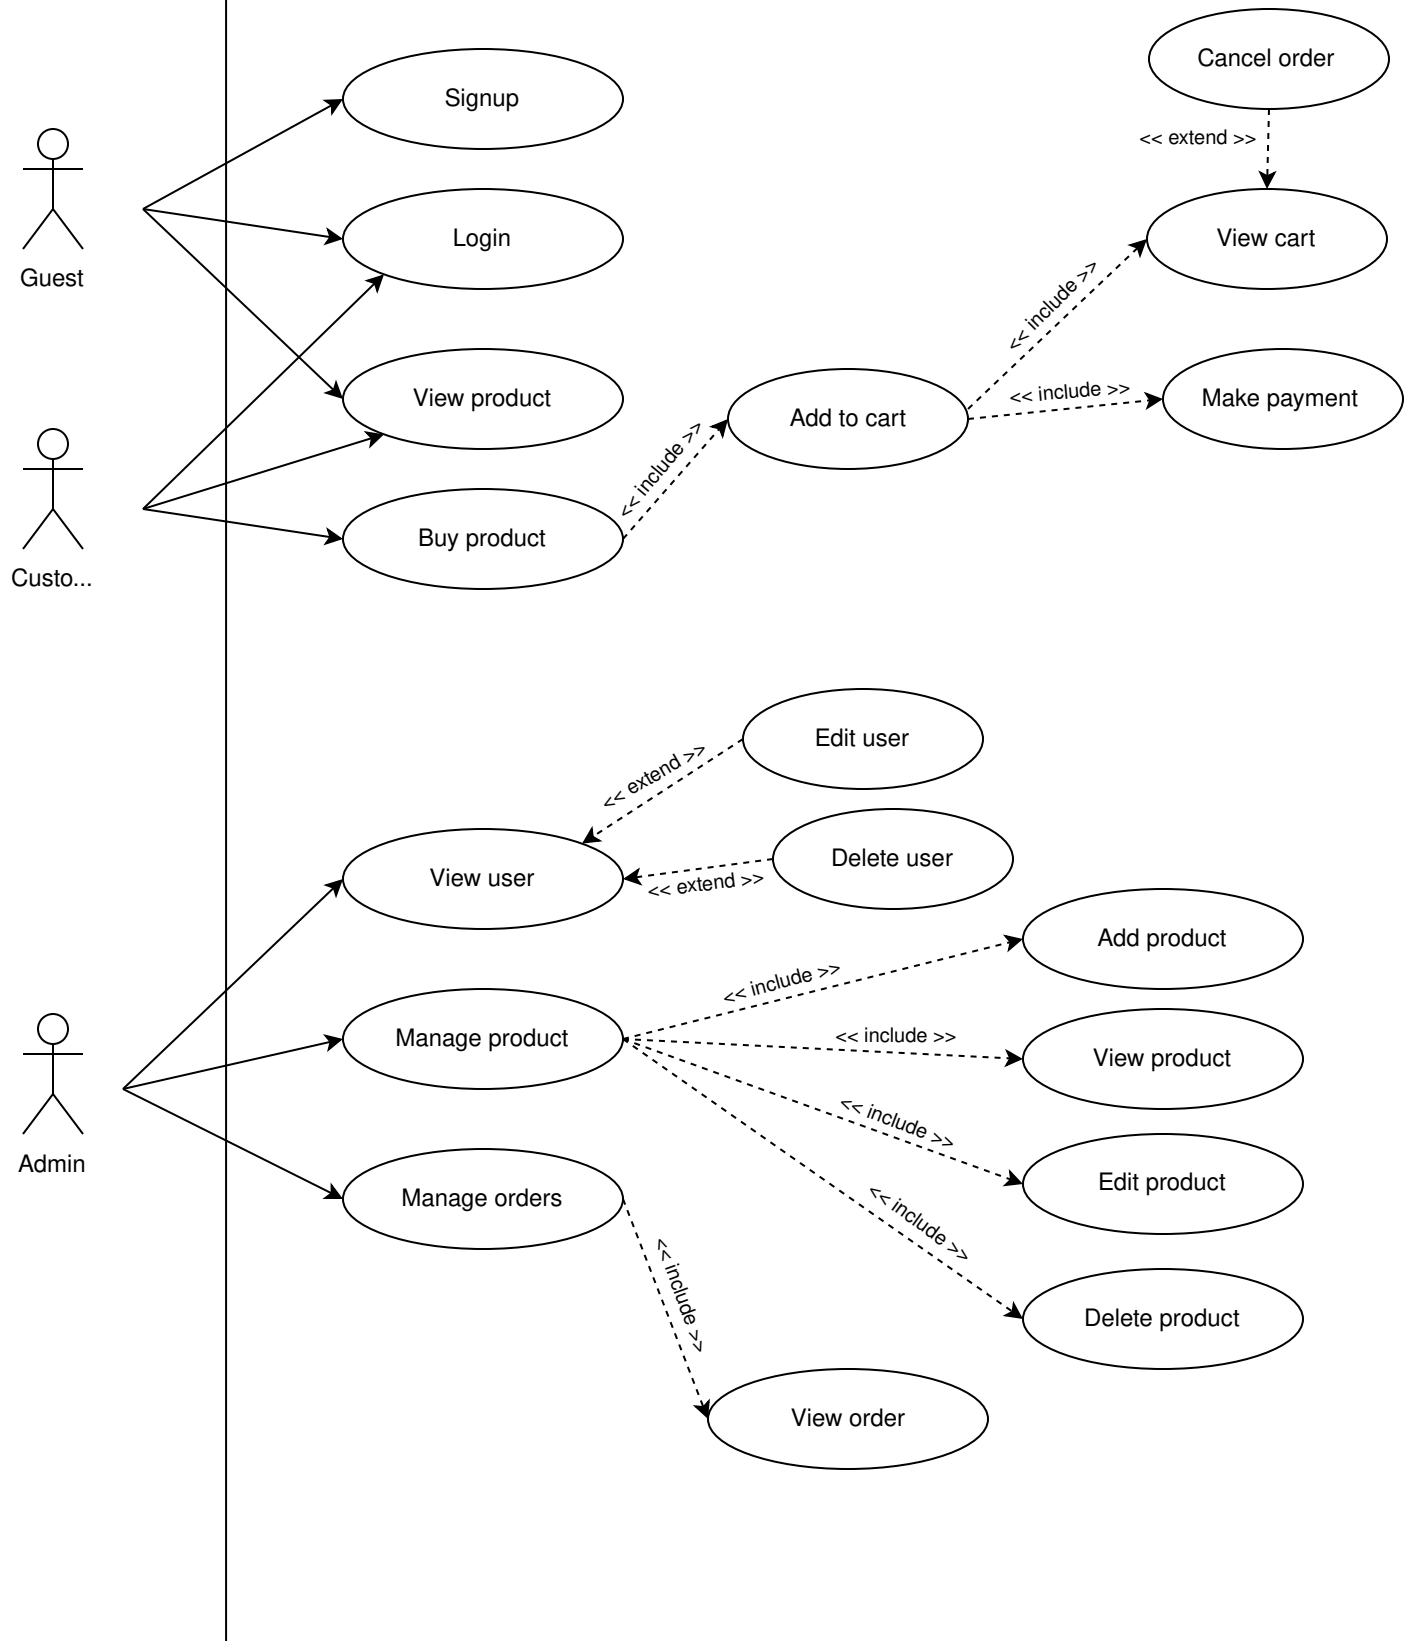 Cancel order
Signup
<< extend >>
Guest
Login
View cart
<< include >>
View product
Add to cart
<< include >>
Make payment
Custo...
Buy product
<< include >>
Edit user
<< extend >>
View user
Delete user
<< extend >>
Add product
<< include >>
Manage product
<< include >>
View product
<< include >>
Edit product
Admin
Manage orders
<< include >>
<< include >>
Delete product
View order